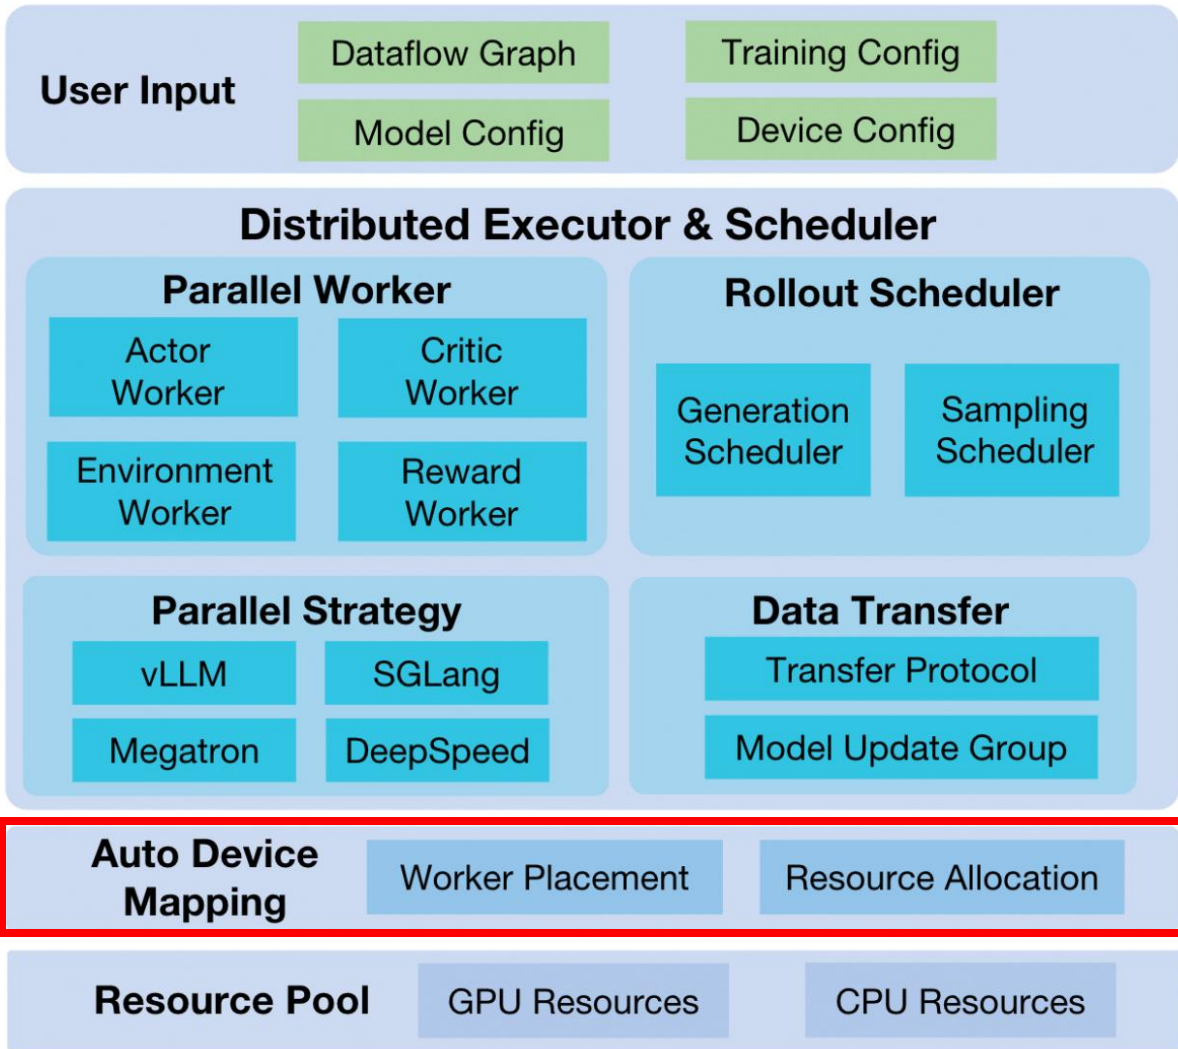 User Input
Dataflow Graph
Training Config
Model Config
Device Config
Distributed Executor & Scheduler
Parallel Worker
Actor
Worker
Critic
Worker
Environment
Worker
Reward
Worker
Rollout Scheduler
Generation
Scheduler
Sampling
Scheduler
Parallel Strategy
vLLM
SGLang
Megatron
DeepSpeed
Data Transfer
Transfer Protocol
Model Update Group
Auto Device
Mapping
Worker Placement
Resource Allocation
Resource Pool
GPU Resources
CPU Resources